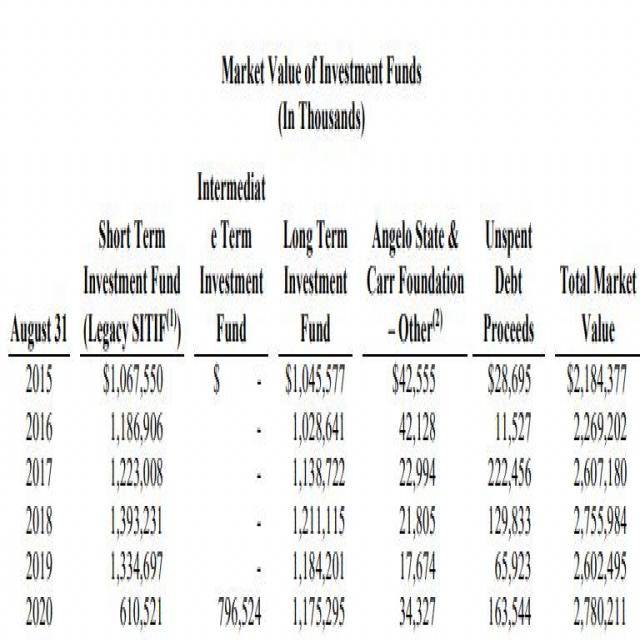 Market Value of Investment Funds
(In Thousands)
Intermediat
Short Term e Term Long Term Angelo State & Unspent
Investment Fund Investment Investment Carr Foundation Debt Total Market
August 31 (Legacy SITIF(1)) Fund Fund – Other(2) Proceeds Value
2015 $1,067,550 $ - $1,045,577 $42,555 $28,695 $2,184,377
2016 1,186,906 - 1,028,641 42,128 11,527 2,269,202
2017 1,223,008 - 1,138,722 22,994 222,456 2,607,180
2018 1,393,231 - 1,211,115 21,805 129,833 2,755,984
2019 1,334,697 - 1,184,201 17,674 65,923 2,602,495
2020 610,521 796,524 1,175,295 34,327 163,544 2,780,211